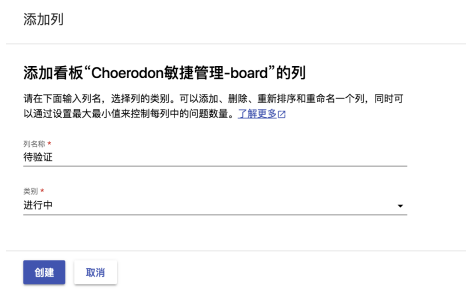 添加列
添加看板“Choerodon敏捷管理-board”的列
请在下面输入列名，选择列的类别。可以添加、删除、重新排序和重命名一个列，同时可
以通过设置最大最小值来控制每列中的问题数量。了解更多
列名称 *
待验证
类别 *
进行中
创建 取消